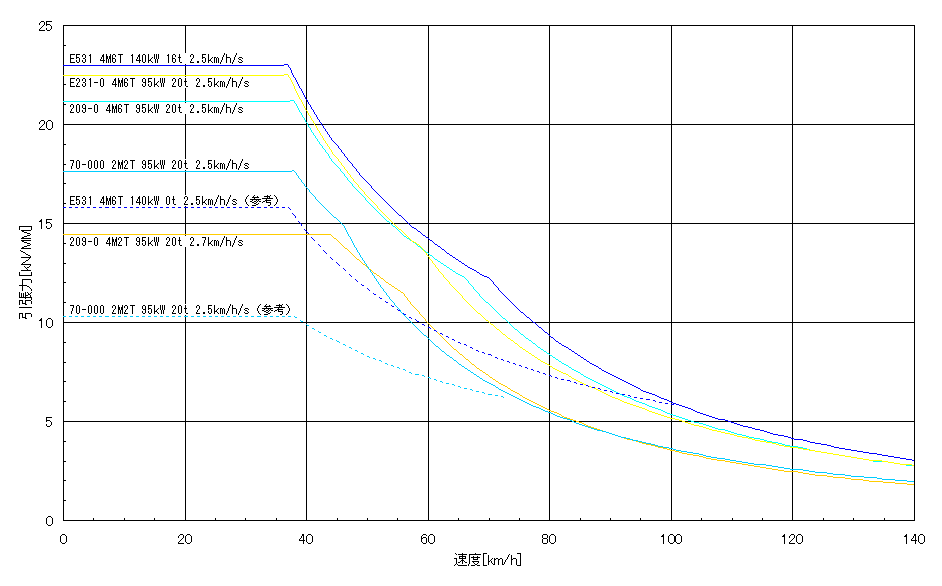 25
E531 4M6T 140kW 16t 2.5km/h/s
E231-0 4M6T 95kW 20t 2.5km/h/s
209-0 4M6T 95kW 20t 2.5km/h/s
20
70-000 2M2T 95kW 20t 2.5km/h/s
E531 4M6T 140kW 0t 2.5km/h/s (参考)
15
209-0 4M2T 95kW 20t 2.7km/h/s
引張力[kN/MM]
70-000 2M2T 95kW 20t 2.5km/h/s (参考)
10
5
0
0 20 40 60 80 100 120 140
速度[km/h]